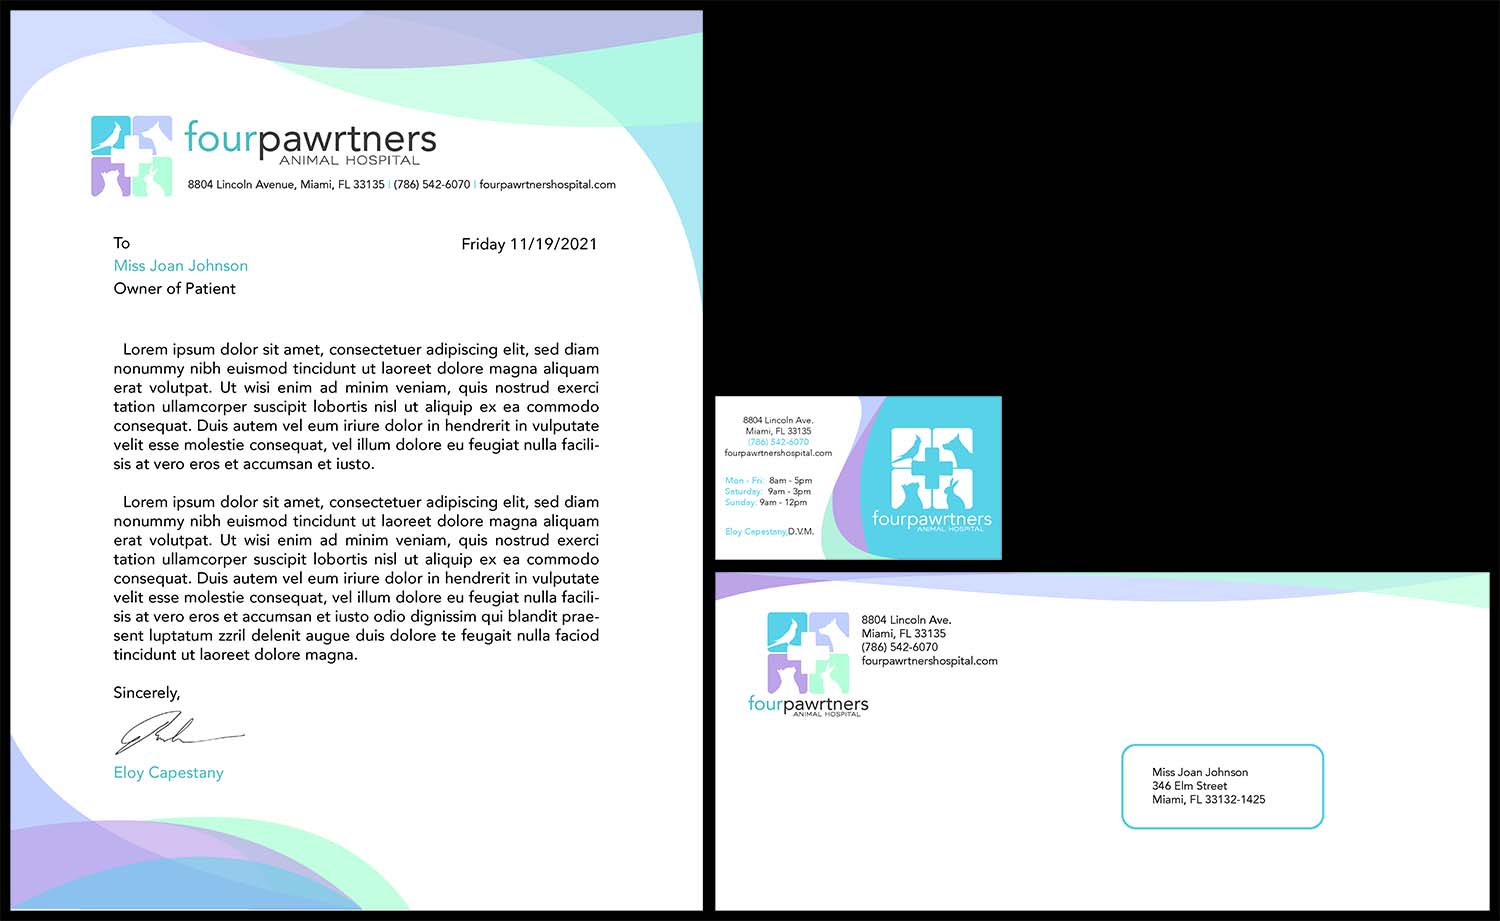 fourpawrtners
ANIMAL HOSPITAL
8804 Lincoln Avenue, Miami, FL 33135 | (786) 542-6070 | fourpawrtnershospital.com
To
Friday 11/19/2021
Miss Joan Johnson
Owner of Patient
Lorem ipsum dolor sit amet, consectetuer adipiscing elit, sed diam
nonummy nibh euismod tincidunt ut laoreet dolore magna aliquam
erat volutpat. Ut wisi enim ad minim veniam, quis nostrud exerci
tation ullamcorper suscipit lobortis nisl ut aliquip ex ea commodo
consequat. Duis autem vel eum iriure dolor in hendrerit in vulputate
velit esse molestie consequat, vel illum dolore eu feugiat nulla facili-
sis at vero eros et accumsan et iusto.
Lorem ipsum dolor sit amet, consectetuer adipiscing elit, sed diam
nonummy nibh euismod tincidunt ut laoreet dolore magna aliquam
erat volutpat. Ut wisi enim ad minim veniam, quis nostrud exerci
tation ullamcorper suscipit lobortis nisl ut aliquip ex ea commodo
consequat. Duis autem vel eum iriure dolor in hendrerit in vulputate
velit esse molestie consequat, vel illum dolore eu feugiat nulla facili-
sis at vero eros et accumsan et iusto odio dignissim qui blandit prae-
sent luptatum zzril delenit augue duis dolore te feugait nulla faciod
tincidunt ut laoreet dolore magna.
Sincerely,
Eloy Capestany
8804 Lincoln Ave.
Miami, FL 33135
(786) 542-6070
fourpawrtnershospital.com
Mon - Fri: 8am - 5pm
Saturday: 9am - 3pm
Sunday: 9am - 12pm
Eloy Capestany,D.V.M.
fourpawrtners
ANIMAL HOSPITAL
8804 Lincoln Ave.
Miami, FL 33135
(786) 542-6070
fourpawrtnershospital.com
fourpawrtners
ANIMAL HOSPITAL
Miss Joan Johnson
346 Elm Street
Miami, FL 33132-1425